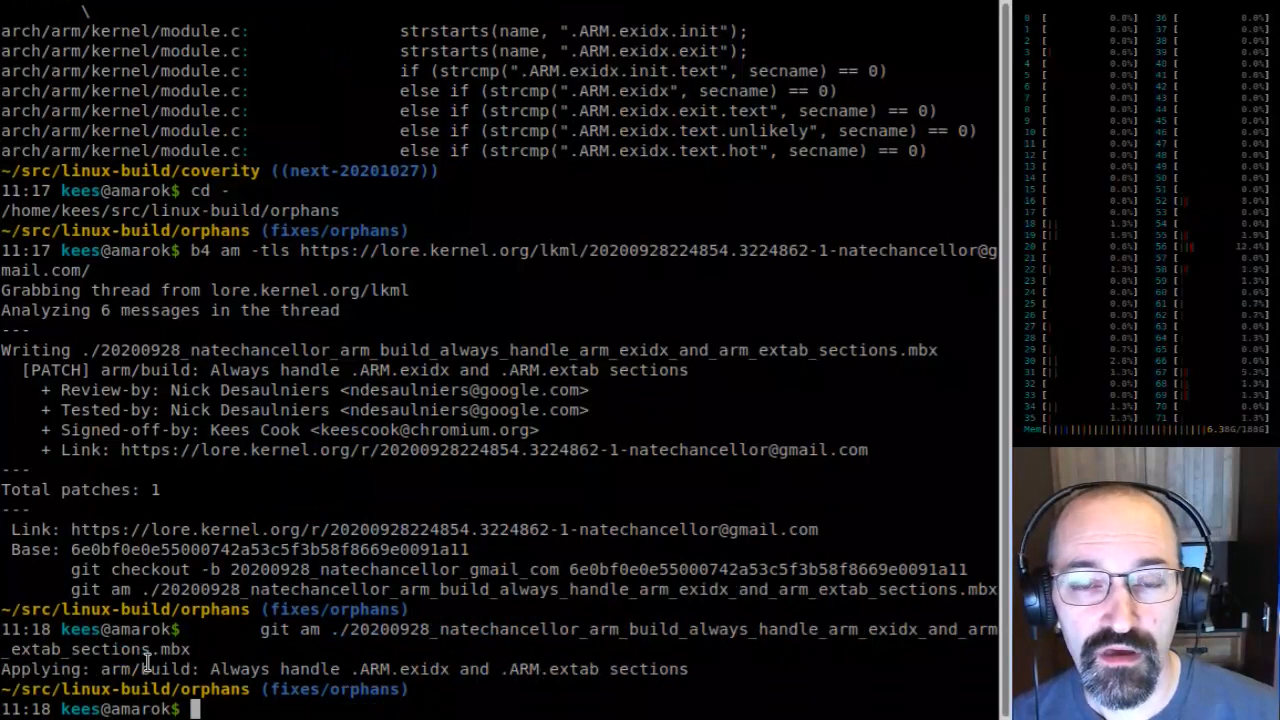 \
arch/arm/kernel/module.c: strstarts(name, ".ARM.exidx.init");
arch/arm/kernel/module.c: strstarts(name, ".ARM.exidx.exit");
arch/arm/kernel/module.c: if (strcmp(".ARM.exidx.init.text", secname) == 0)
arch/arm/kernel/module.c: else if (strcmp(".ARM.exidx", secname) == 0)
arch/arm/kernel/module.c: else if (strcmp(".ARM.exidx.exit.text", secname) == 0)
arch/arm/kernel/module.c: else if (strcmp(".ARM.exidx.text.unlikely", secname) == 0)
arch/arm/kernel/module.c: else if (strcmp(".ARM.exidx.text.hot", secname) == 0)
~/src/linux-build/coverity ((next-20201027))
11:17 kees@amarok$ cd -
/home/kees/src/linux-build/orphans
~/src/linux-build/orphans (fixes/orphans)
11:17 kees@amarok$ b4 am -tls https://lore.kernel.org/lkml/20200928224854.3224862-1-natechancellor@g
mail.com/
Grabbing thread from lore.kernel.org/lkml
Analyzing 6 messages in the thread
---
Writing ./20200928_natechancellor_arm_build_always_handle_arm_exidx_and_arm_extab_sections.mbx
[PATCH] arm/build: Always handle .ARM.exidx and .ARM.extab sections
+ Review-by: Nick Desaulniers <ndesaulniers@google.com>
+ Tested-by: Nick Desaulniers <ndesaulniers@google.com>
+ Signed-off-by: Kees Cook <keescook@chromium.org>
+ Link: https://lore.kernel.org/r/20200928224854.3224862-1-natechancellor@gmail.com
---
Total patches: 1
---
Link: https://lore.kernel.org/r/20200928224854.3224862-1-natechancellor@gmail.com
Base: 6e0bf0e0e55000742a53c5f3b58f8669e0091a11
git checkout -b 20200928_natechancellor_gmail_com 6e0bf0e0e55000742a53c5f3b58f8669e0091a11
git am ./20200928_natechancellor_arm_build_always_handle_arm_exidx_and_arm_extab_sections.mbx
~/src/linux-build/orphans (fixes/orphans)
11:18 kees@amarok$ git am ./20200928_natechancellor_arm_build_always_handle_arm_exidx_and_arm
_extab_sections.mbx
Applying: arm/build: Always handle .ARM.exidx and .ARM.extab sections
~/src/linux-build/orphans (fixes/orphans)
11:18 kees@amarok$
Mem[ 6.38G/188G]